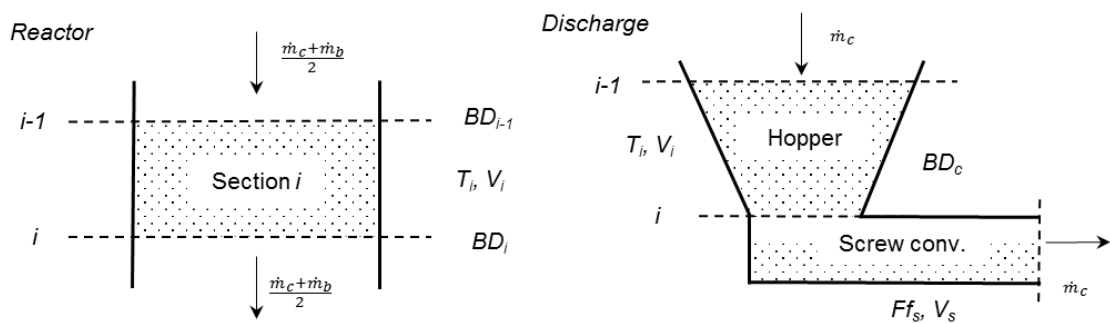 Reactor
ṁc+ṁb
2
i-1
BDi-1
Section i
Ti, Vi
i
BDi
ṁc+ṁb
2
Discharge
ṁc
i-1
Hopper
Ti, Vi
BDc
i
Screw conv.
ṁc
Ffs, Vs